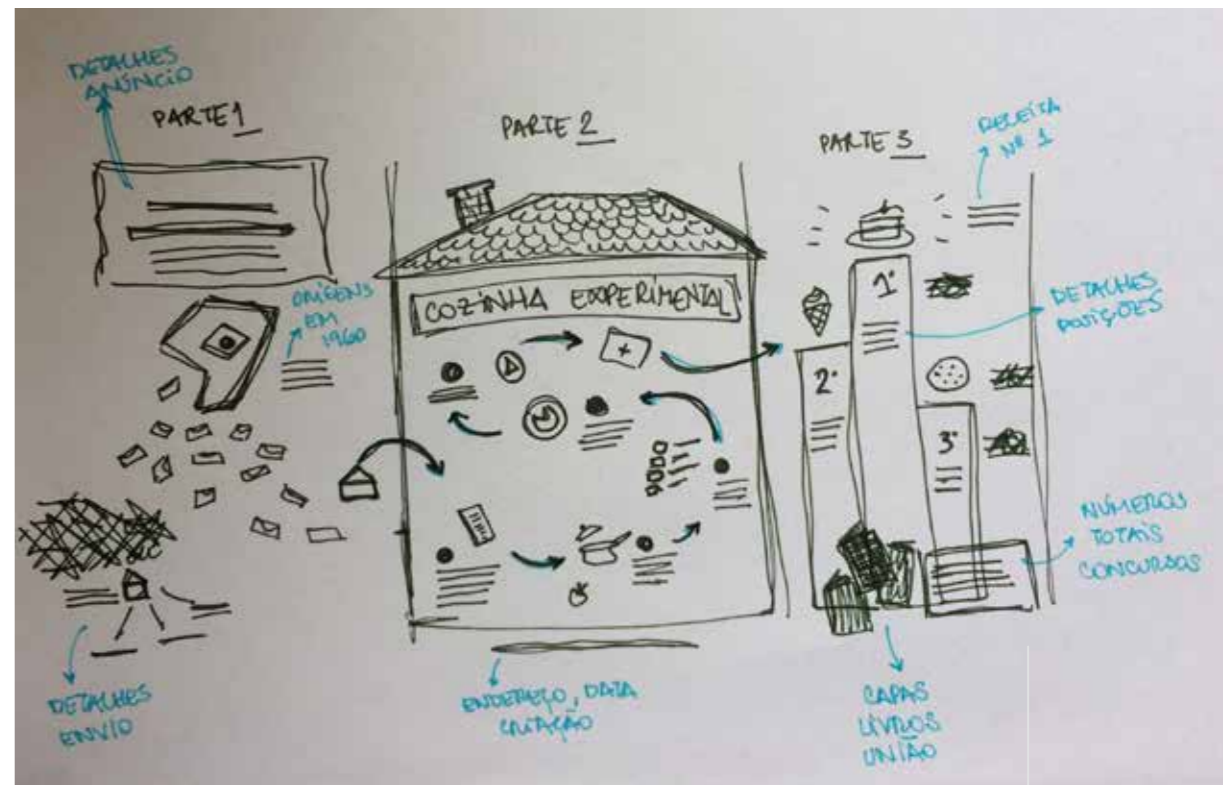 DETALHES
ANÚNCIO
PARTE 1
ORIGENS
EM
1960
DETALHES
ENVIO
PARTE 2
COZINHA EXPERIMENTAL
ENDEREÇO, DATA
CRIAÇÃO
PARTE 3
RECEITA
Nº 1
1º
2º
3º
DETALHES
POSIÇÕES
NÚMEROS
TOTAIS
CONCURSOS
CAPAS
LIVROS
UNIÃO